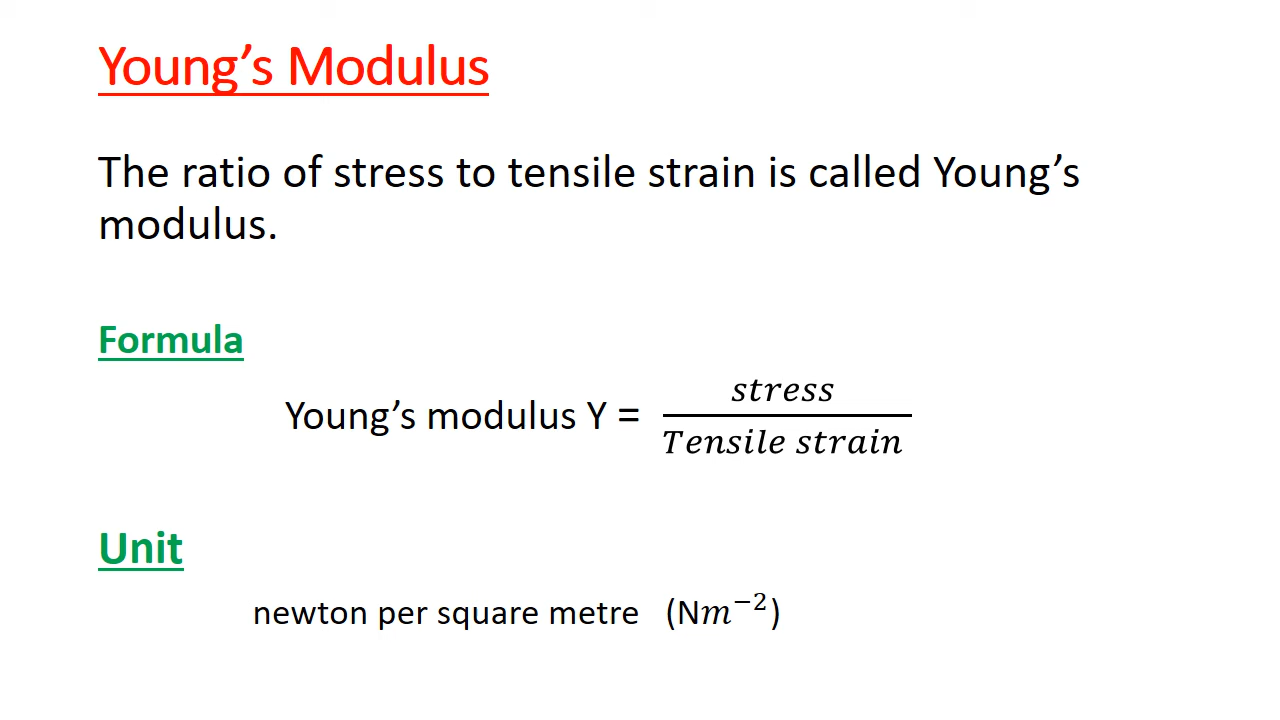 Young’s Modulus
The ratio of stress to tensile strain is called Young’s
modulus.
Formula
Young’s modulus Y = stress / Tensile strain
Unit
newton per square metre (Nm⁻²)